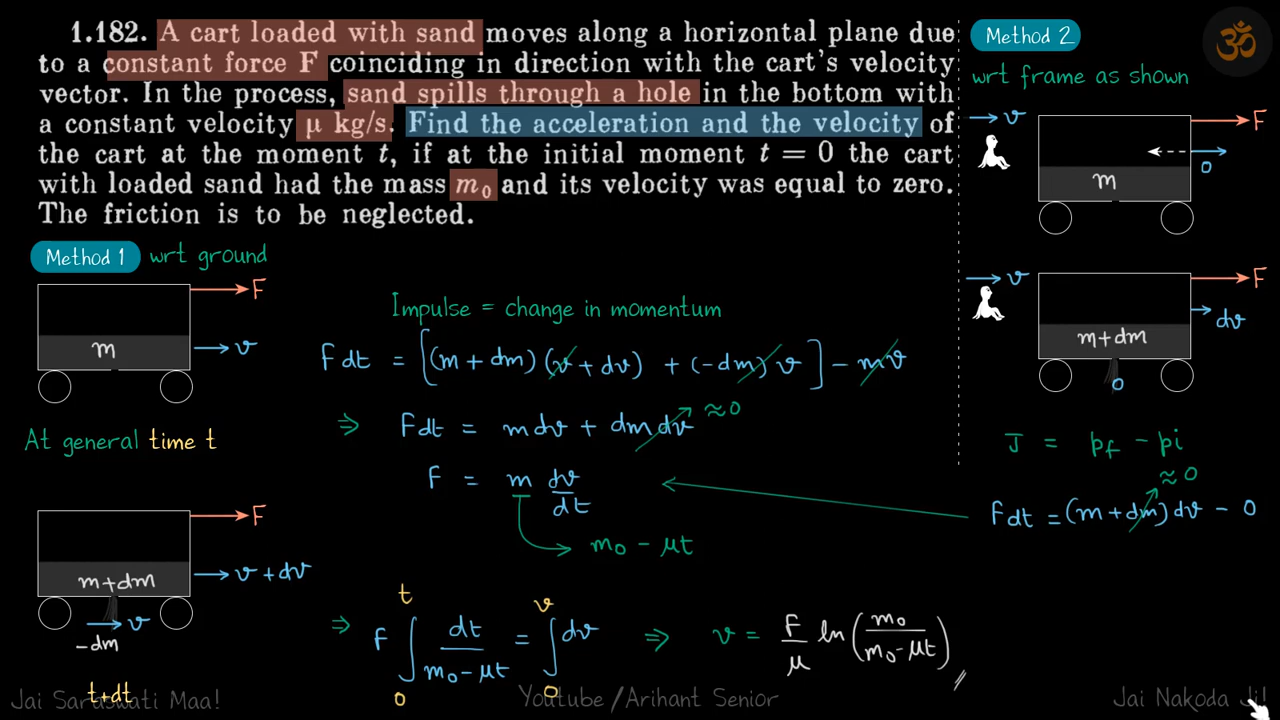 1.182. A cart loaded with sand moves along a horizontal plane due
to a constant force F coinciding in direction with the cart's velocity
vector. In the process, sand spills through a hole in the bottom with
a constant velocity μ kg/s. Find the acceleration and the velocity of
the cart at the moment t, if at the initial moment t = 0 the cart
with loaded sand had the mass m₀ and its velocity was equal to zero.
The friction is to be neglected.
Method 1 wrt ground
F
m
v
At general time t
F
m+dm
v + dv
v
-dm
t+dt
Impulse = change in momentum
F dt = [(m + dm)(v + dv) + (-dm) v] - mv
⇒ Fdt = mdv + dm dv ≈0
F = m dv/dt
m₀ - μt
⇒ F ∫₀ᵗ dt/(m₀ - μt) = ∫₀ᵛ dv ⇒ v = F/μ ln(m₀/(m₀ - μt))
Method 2
wrt frame as shown
v
F
m
0
v
F
m+dm
dv
0
J = pf - pi
≈0
Fdt = (m+dm)dv - 0
Jai Saraswati Maa!
Youtube /Arihant Senior
Jai Nakoda Ji!
ॐ